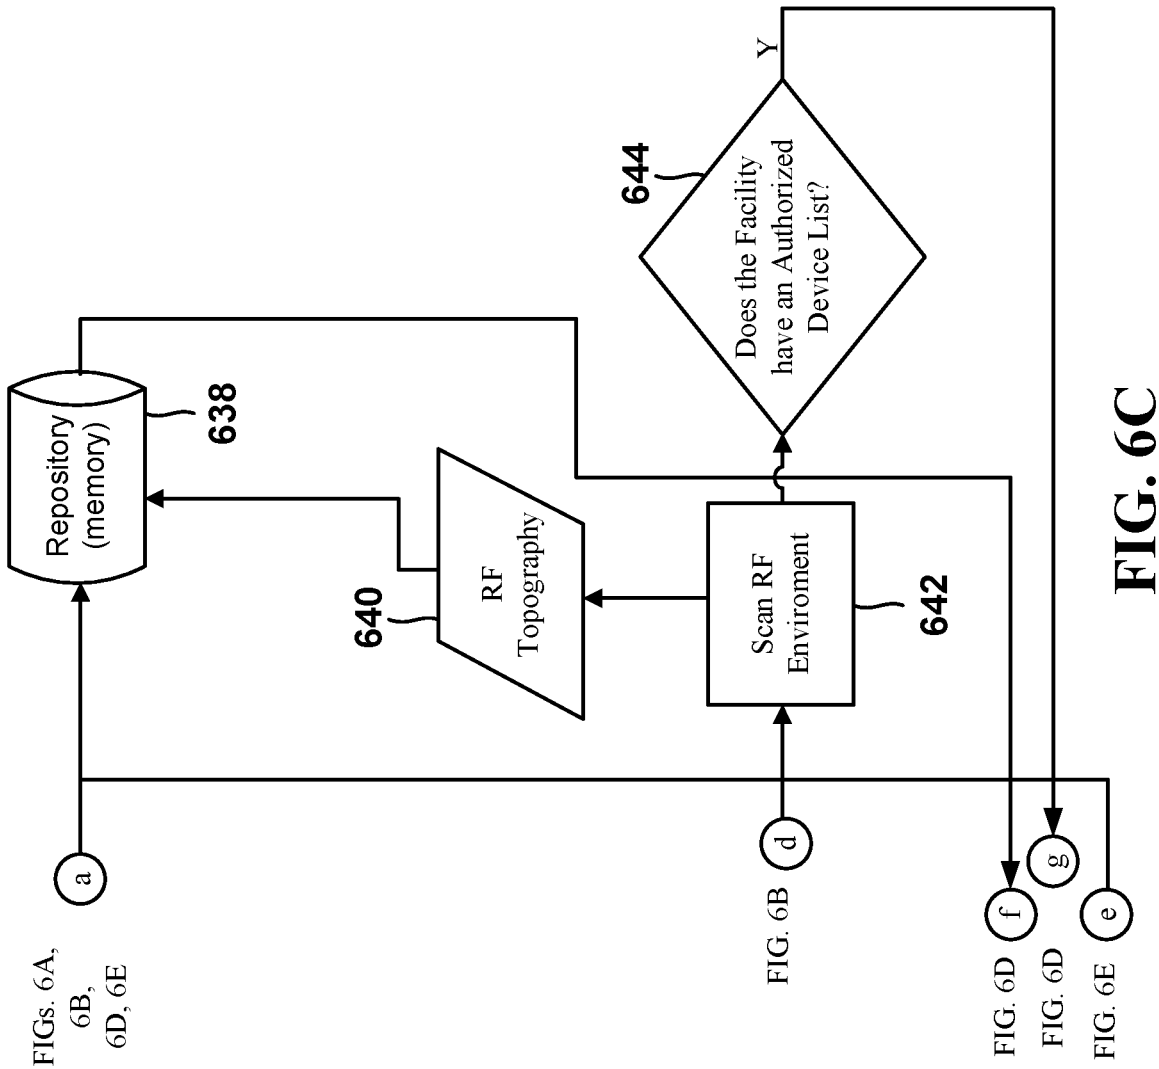 FIGs. 6A,
6B,
6D, 6E
a
Repository
(memory)
638
RF
Topography
640
FIG. 6B
d
Scan RF
Enviroment
642
Does the Facility
have an Authorized
Device List?
644
Y
FIG. 6D
f
FIG. 6D
g
FIG. 6E
e
FIG. 6C